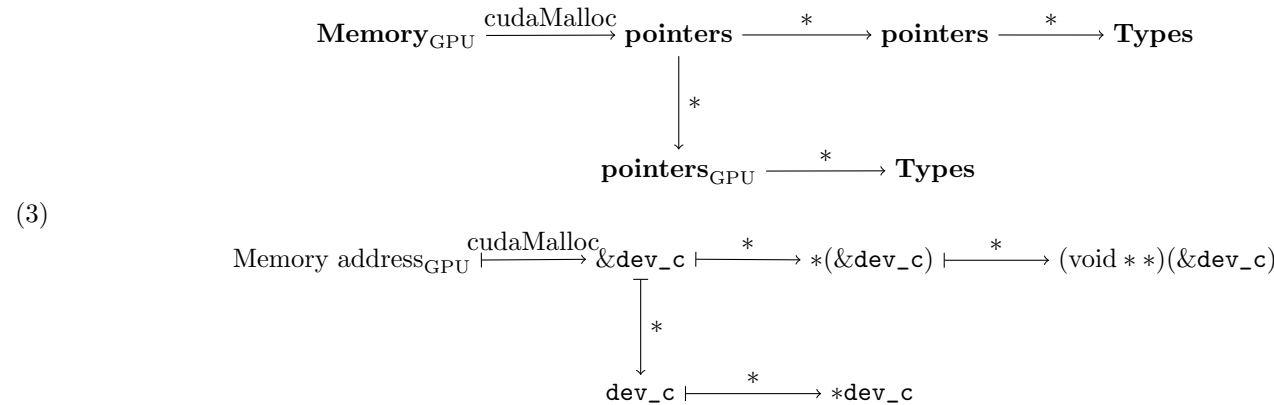 cudaMalloc * *
Memory_GPU pointers pointers Types
*
*
pointers_GPU Types
(3)
cudaMalloc * *
Memory address_GPU &dev_c *(&dev_c) (void * *)(&dev_c)
*
*
dev_c *dev_c